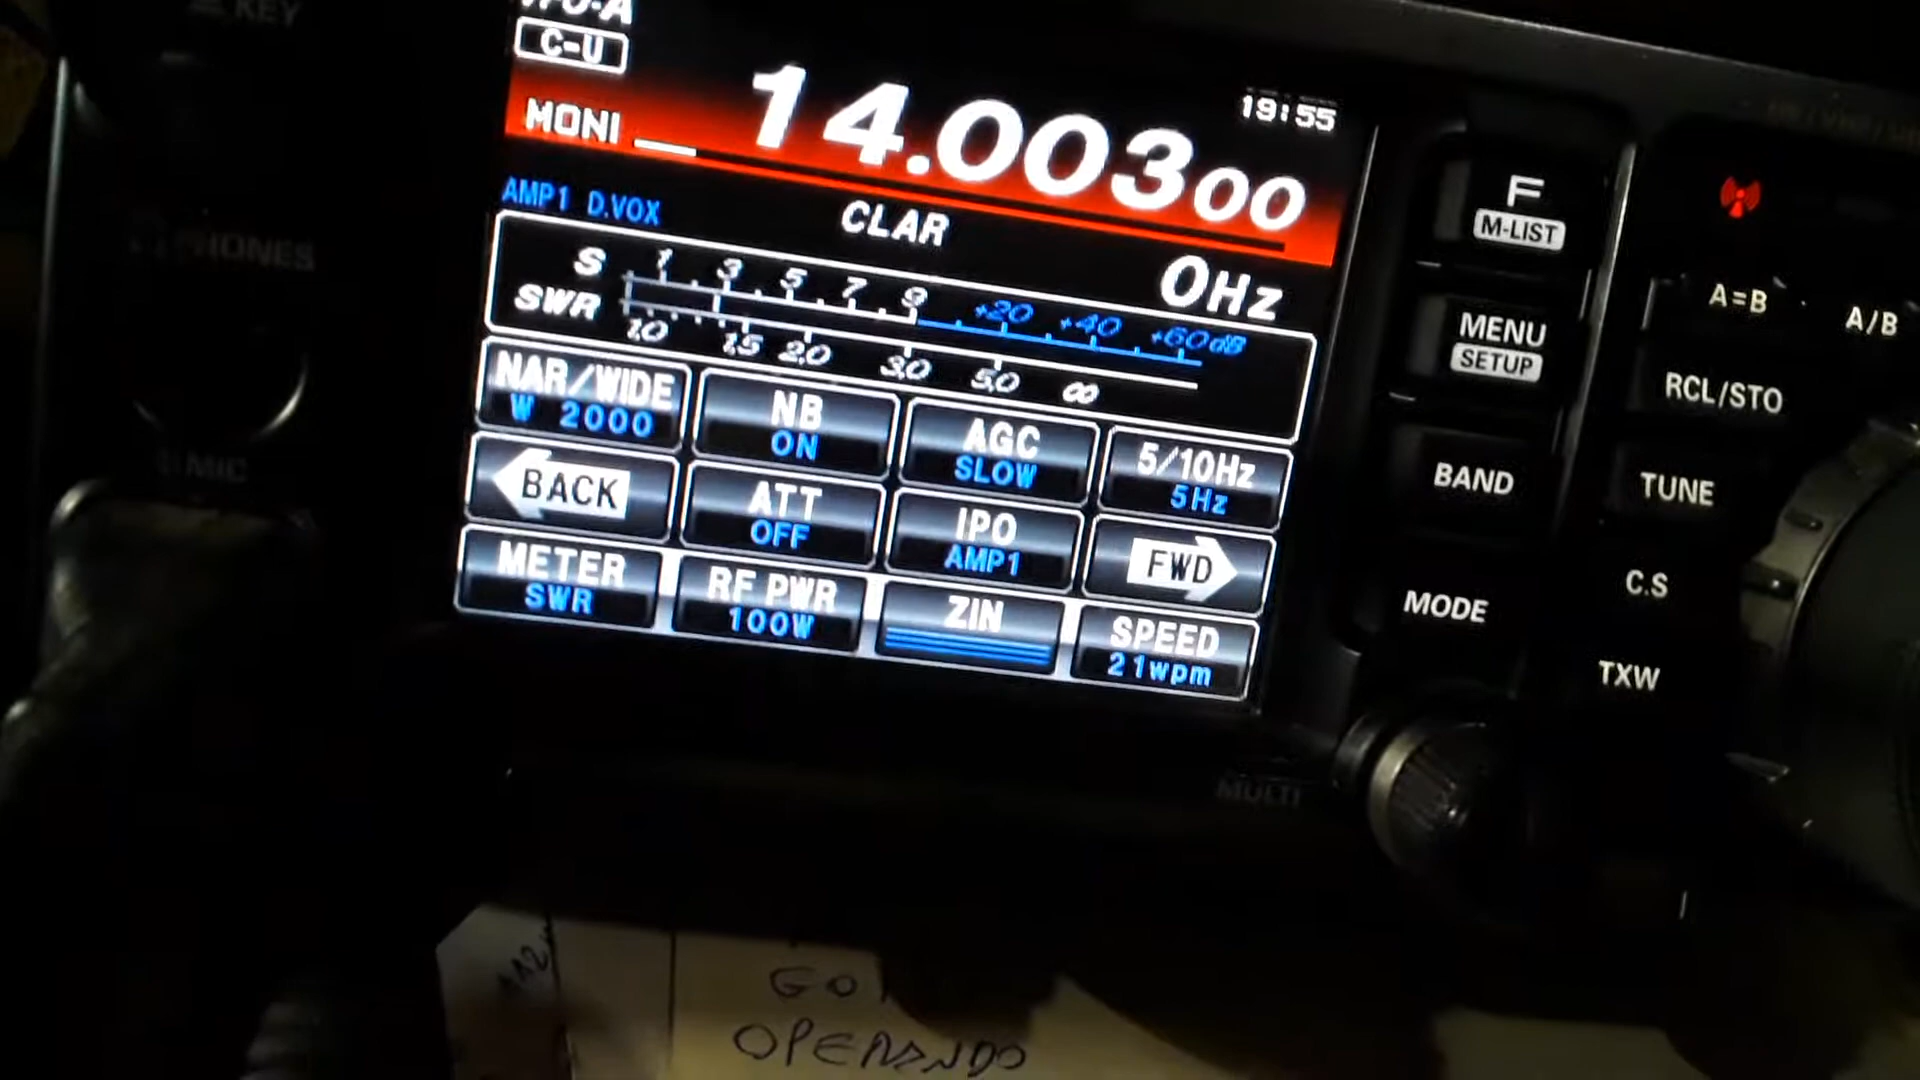 KEY
C-U
14.00300
19:55
MONI
AMP1 D.VOX
CLAR
0Hz
S 1 3 5 7 9 +20 +40 +60dB
SWR 1.0 1.5 2.0 3.0 5.0 ∞
NAR/WIDE NB AGC 5/10Hz
W 2000 ON SLOW 5Hz
BACK ATT IPO FWD
OFF AMP1
METER RF PWR ZIN SPEED
SWR 100W 21wpm
PHONES
MIC
F
M-LIST
MENU
SETUP
BAND
MODE
MULTI
A=B A/B
RCL/STO
TUNE
C.S
TXW
OPERANDO